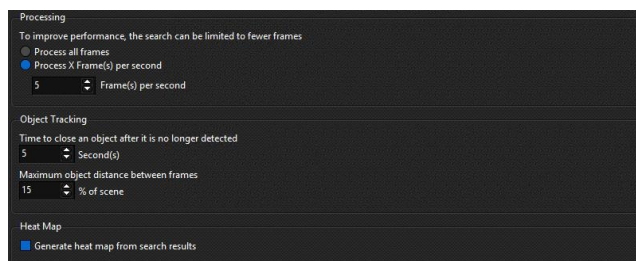 Processing
To improve performance, the search can be limited to fewer frames
Process all frames
Process X Frame(s) per second
5 Frame(s) per second
Object Tracking
Time to close an object after it is no longer detected
5 Second(s)
Maximum object distance between frames
15 % of scene
Heat Map
Generate heat map from search results